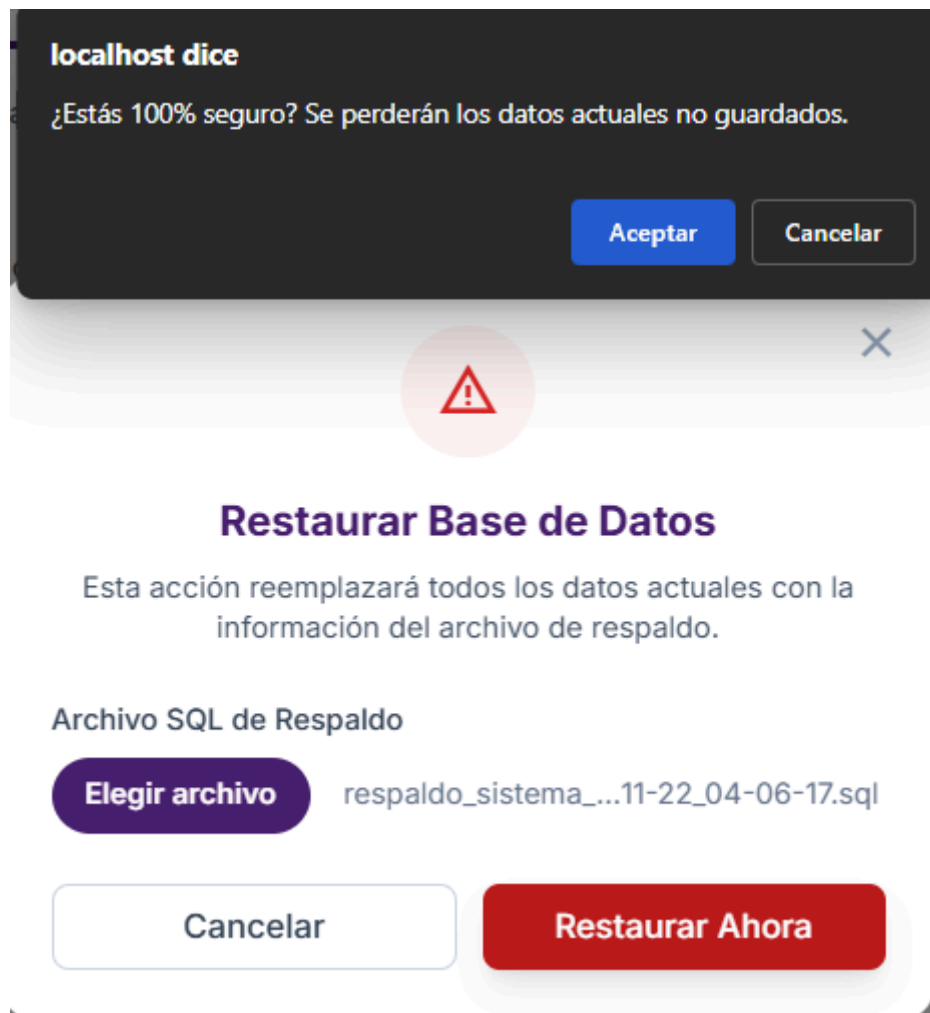 localhost dice
¿Estás 100% seguro? Se perderán los datos actuales no guardados.
Aceptar
Cancelar
Restaurar Base de Datos
Esta acción reemplazará todos los datos actuales con la
información del archivo de respaldo.
Archivo SQL de Respaldo
Elegir archivo
respaldo_sistema_...11-22_04-06-17.sql
Cancelar
Restaurar Ahora